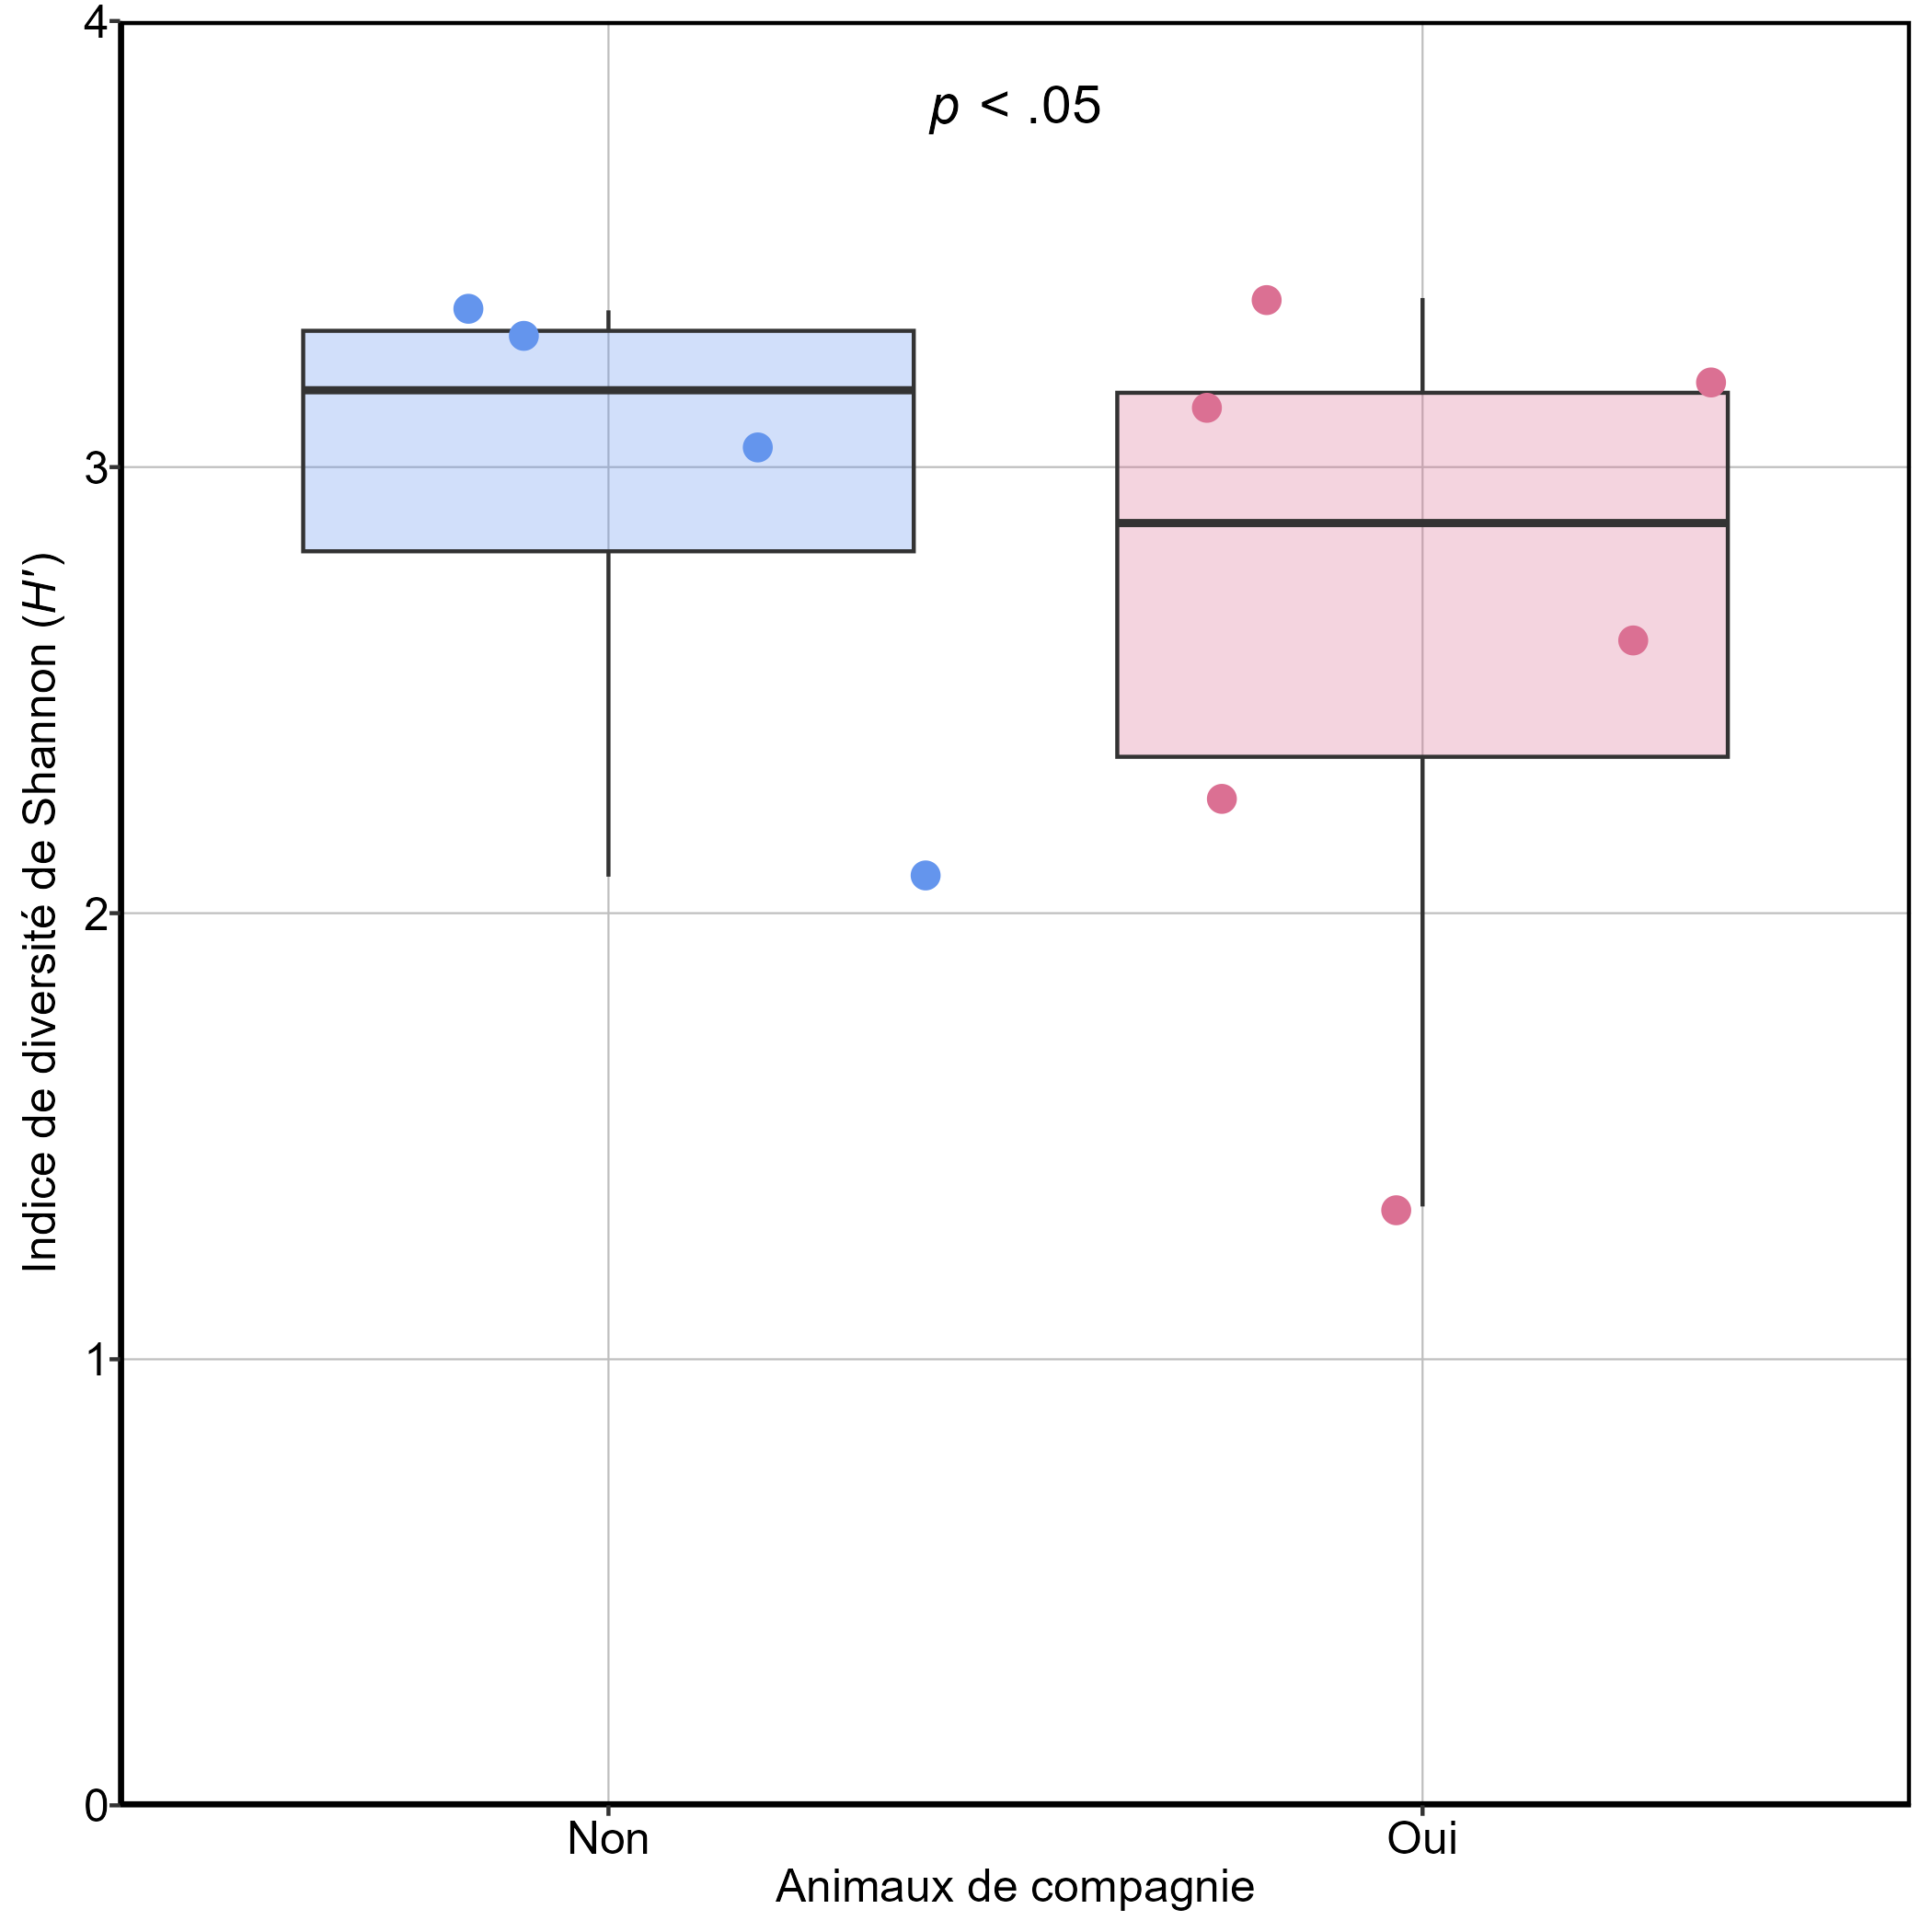 p < .05
Indice de diversité de Shannon (H')
4
3
2
1
0
Non
Oui
Animaux de compagnie